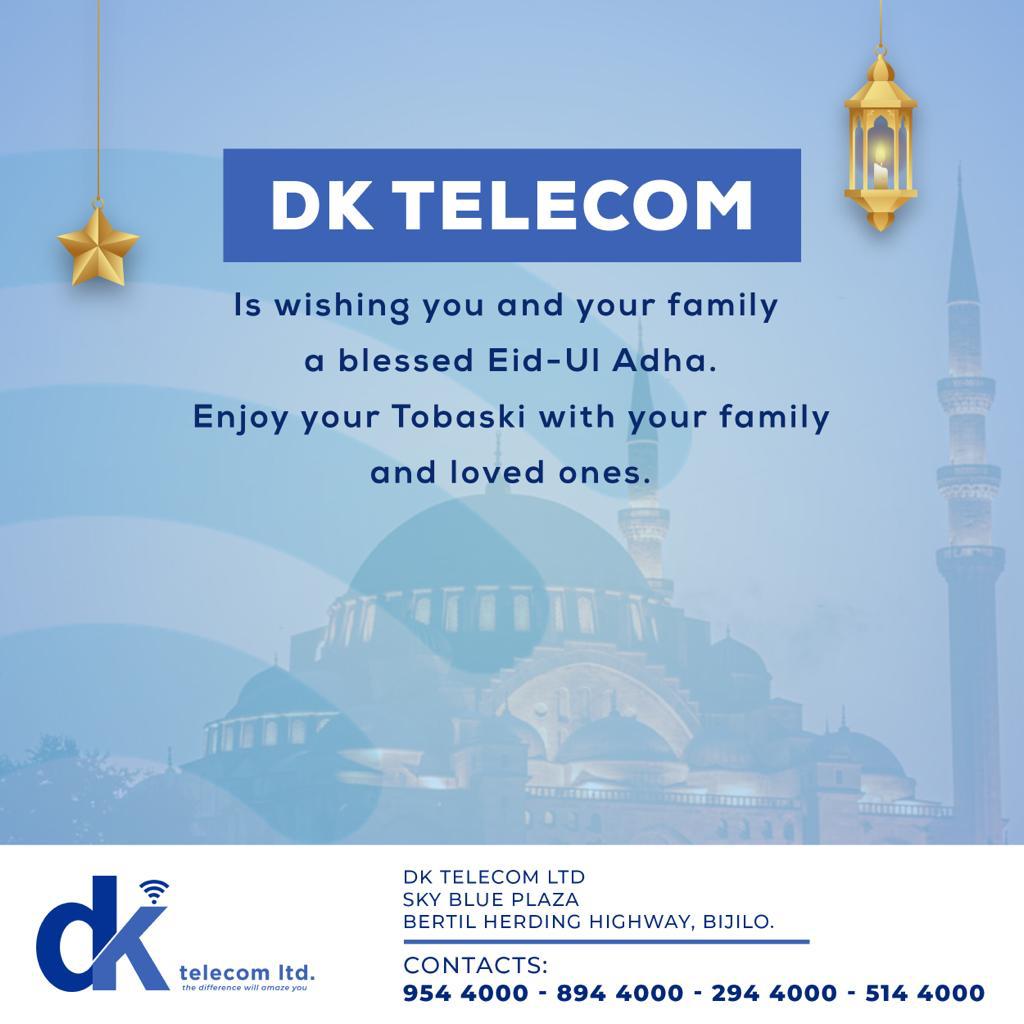 DK TELECOM
Is wishing you and your family
a blessed Eid-Ul Adha.
Enjoy your Tobaski with your family
and loved ones.
dk
telecom ltd.
the difference will amaze you
DK TELECOM LTD
SKY BLUE PLAZA
BERTIL HERDING HIGHWAY, BIJILO.
CONTACTS:
954 4000 - 894 4000 - 294 4000 - 514 4000